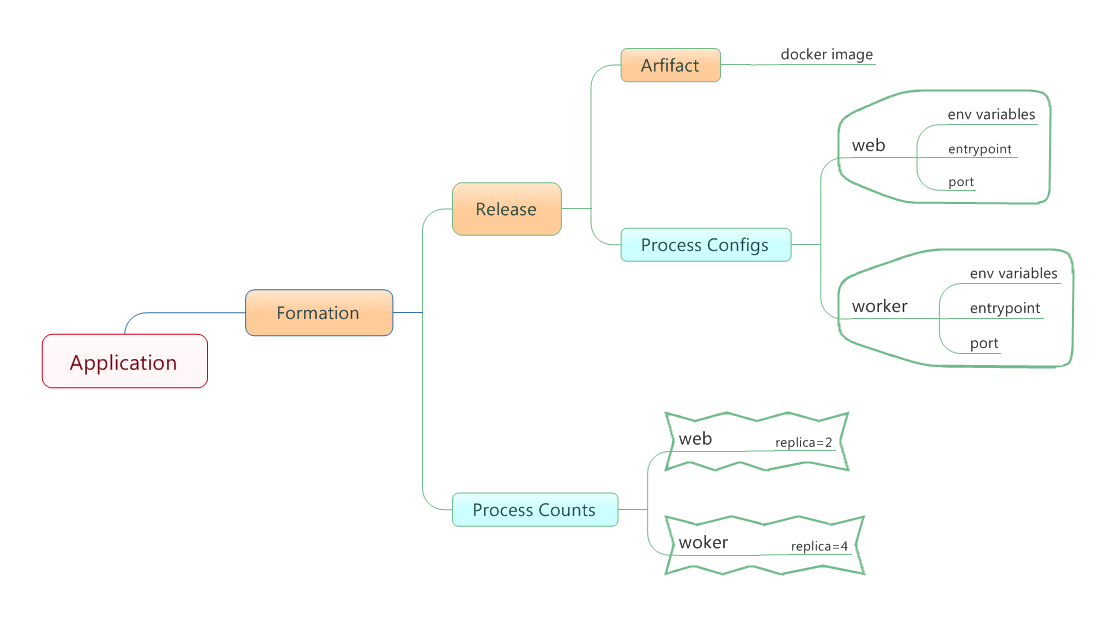 Arfifact
docker image
env variables
web
entrypoint
port
Release
Process Configs
env variables
worker
entrypoint
port
Formation
Application
web
replica=2
Process Counts
woker
replica=4